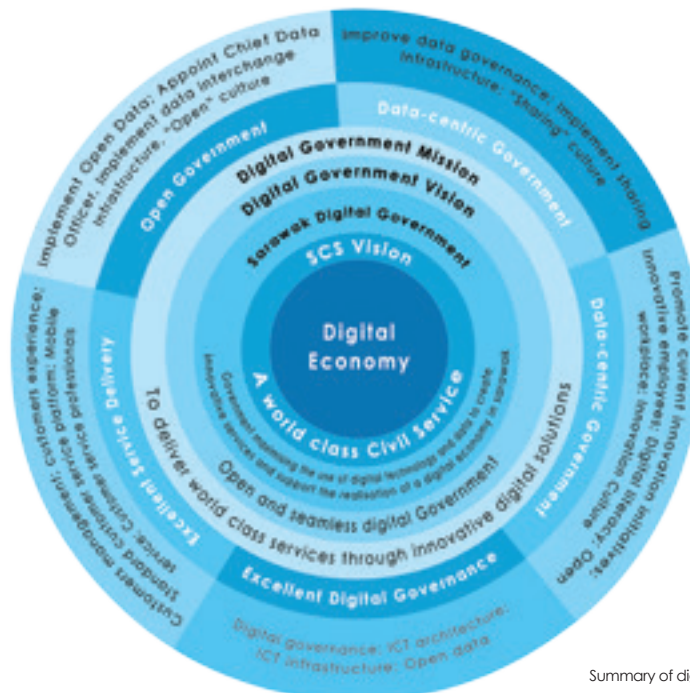 Implement Open Data; Appoint Chief Data
Officer, Implement data interchange
Infrastructure, "Open" culture
Improve data governance; Implement sharing
Infrastructure; "Sharing" culture
Open Government
Data-centric Government
Digital Government Mission
Digital Government Vision
Sarawak Digital Government
SCS Vision
Digital
Economy
A world class Civil Service
Government maximising the use of digital technology and data to create
innovative services and support the realisation of a digital economy in sarawak
Open and seamless digital Government
To deliver world class services through innovative digital solutions
Data-centric Government
Promote current innovation initiatives;
innovative employees; Digital literacy; Open
workplace; Innovation Culture
Excellent Service Delivery
Customers management; Customers experience;
Standard customer service platform; Mobile
service; Customer service professionals
Excellent Digital Governance
Digital governance; ICT architecture;
ICT infrastructure; Open data
Summary of di